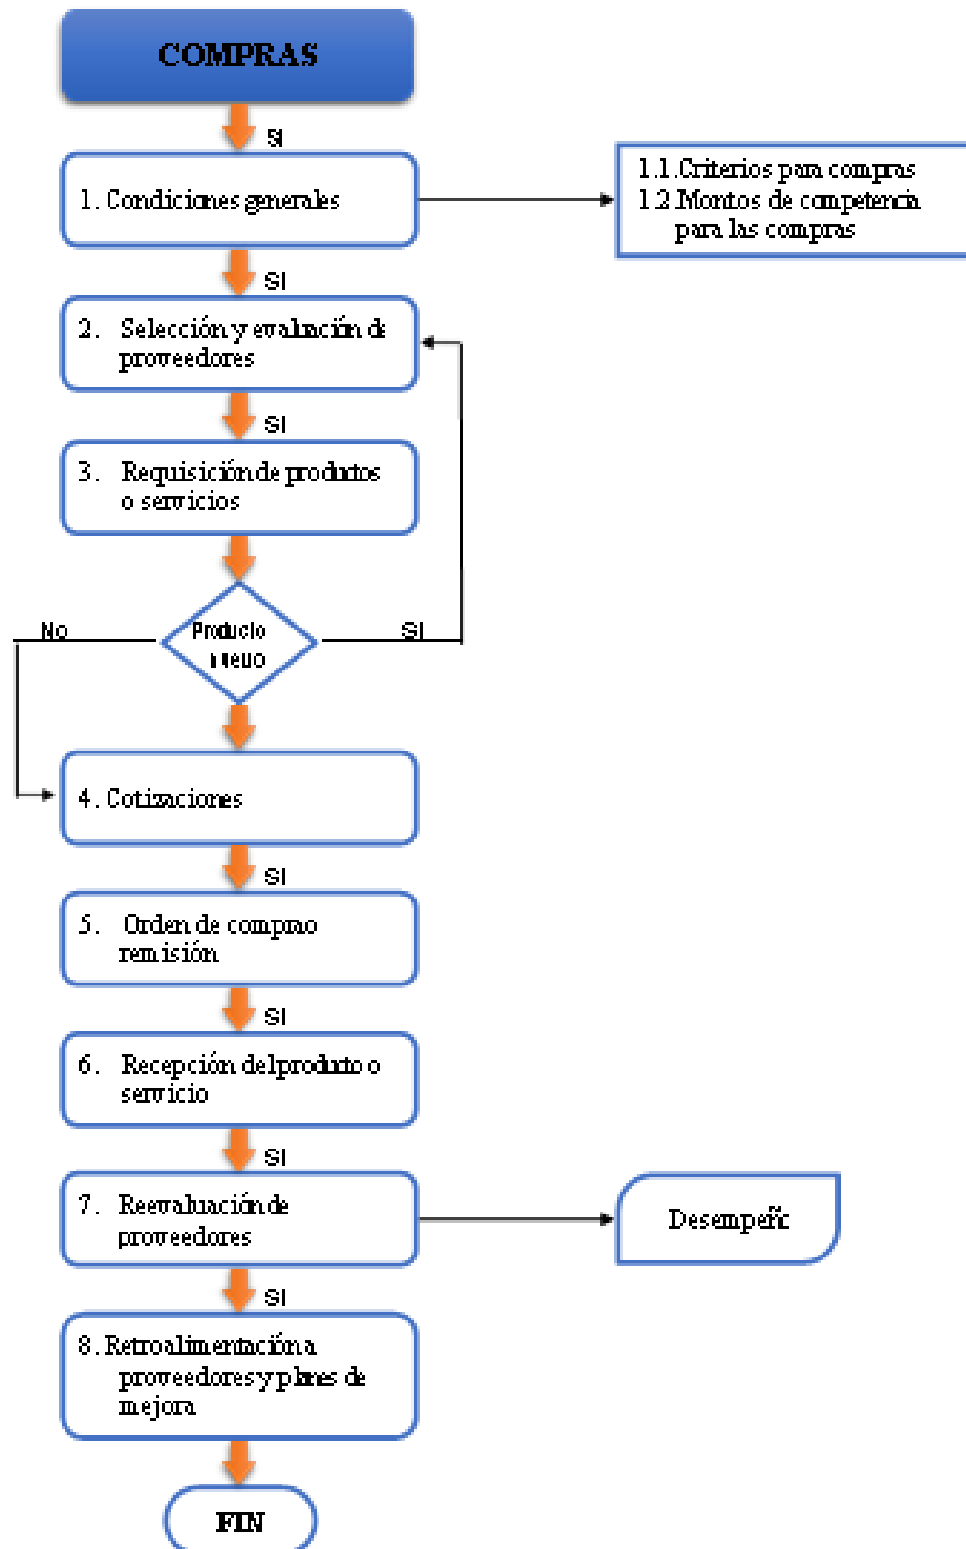 COMPRAS
SI
1. Condiciones generales
1.1.Criterios para compras
1.2.Montos de competencia
para las compras
SI
2. Selección y evaluación de
proveedores
SI
3. Requisición de productos
o servicios
No
Producto
nuevo
SI
4. Cotizaciones
SI
5. Orden de compra o
remisión
SI
6. Recepción del producto o
servicio
SI
7. Reevaluación de
proveedores
Desempeño
SI
8. Retroalimentación a
proveedores y planes de
mejora
FIN